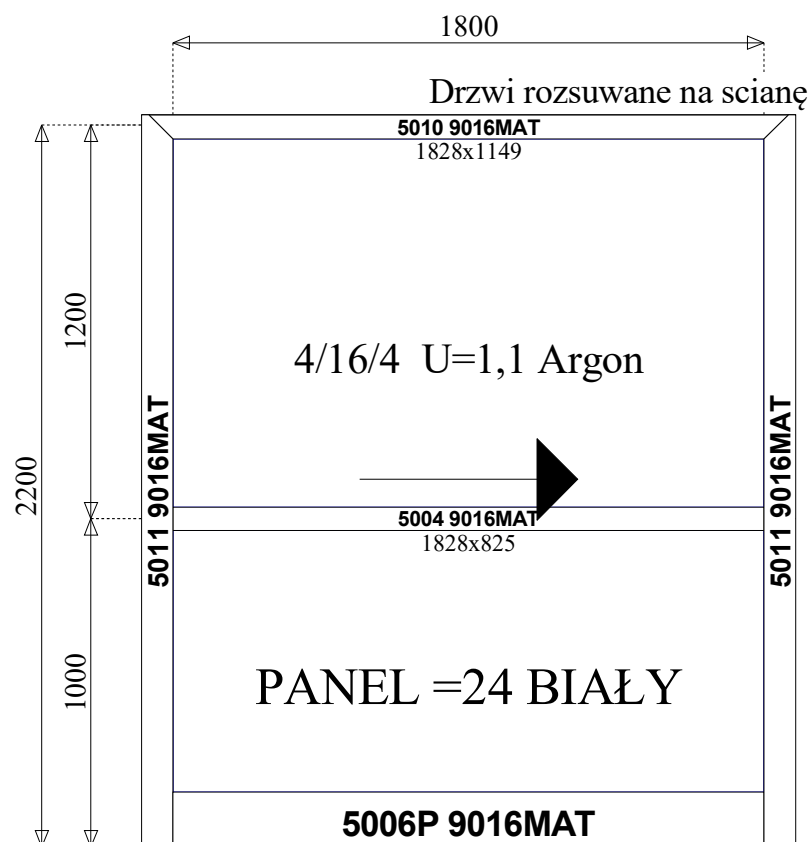 1800
Drzwi rozsuwane na scianę
5010 9016MAT
1828x1149
1200
4/16/4 U=1,1 Argon
5011 9016MAT
5011 9016MAT
2200
5004 9016MAT
1828x825
1000
PANEL =24 BIAŁY
5006P 9016MAT